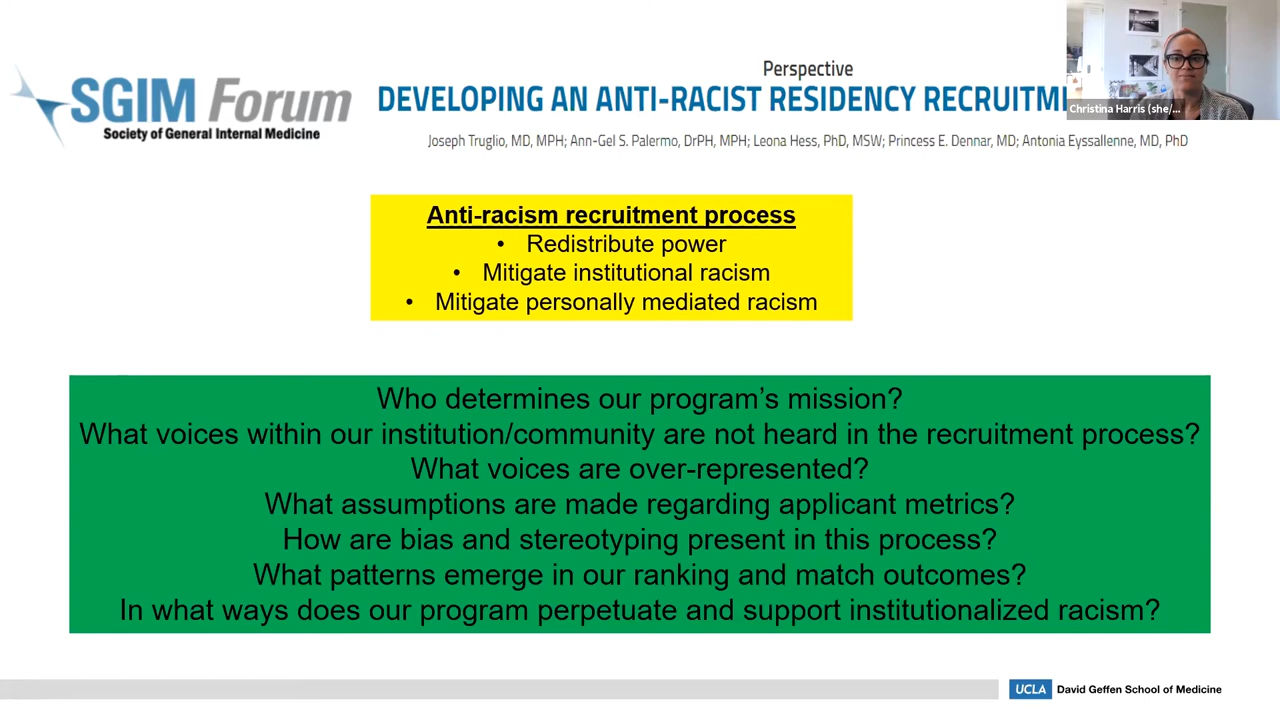 SGIM Forum
Society of General Internal Medicine
Perspective
DEVELOPING AN ANTI-RACIST RESIDENCY
Joseph Truglio, MD, MPH; Ann-Gel S. Palermo, DrPH, MPH; Leona Hess, PhD, MSW; Princess E. Dennar, MD; Antonia Eyssallenne, MD, PhD
Christina Harris (she/...
Anti-racism recruitment process
• Redistribute power
• Mitigate institutional racism
• Mitigate personally mediated racism
Who determines our program’s mission?
What voices within our institution/community are not heard in the recruitment process?
What voices are over-represented?
What assumptions are made regarding applicant metrics?
How are bias and stereotyping present in this process?
What patterns emerge in our ranking and match outcomes?
In what ways does our program perpetuate and support institutionalized racism?
UCLA David Geffen School of Medicine